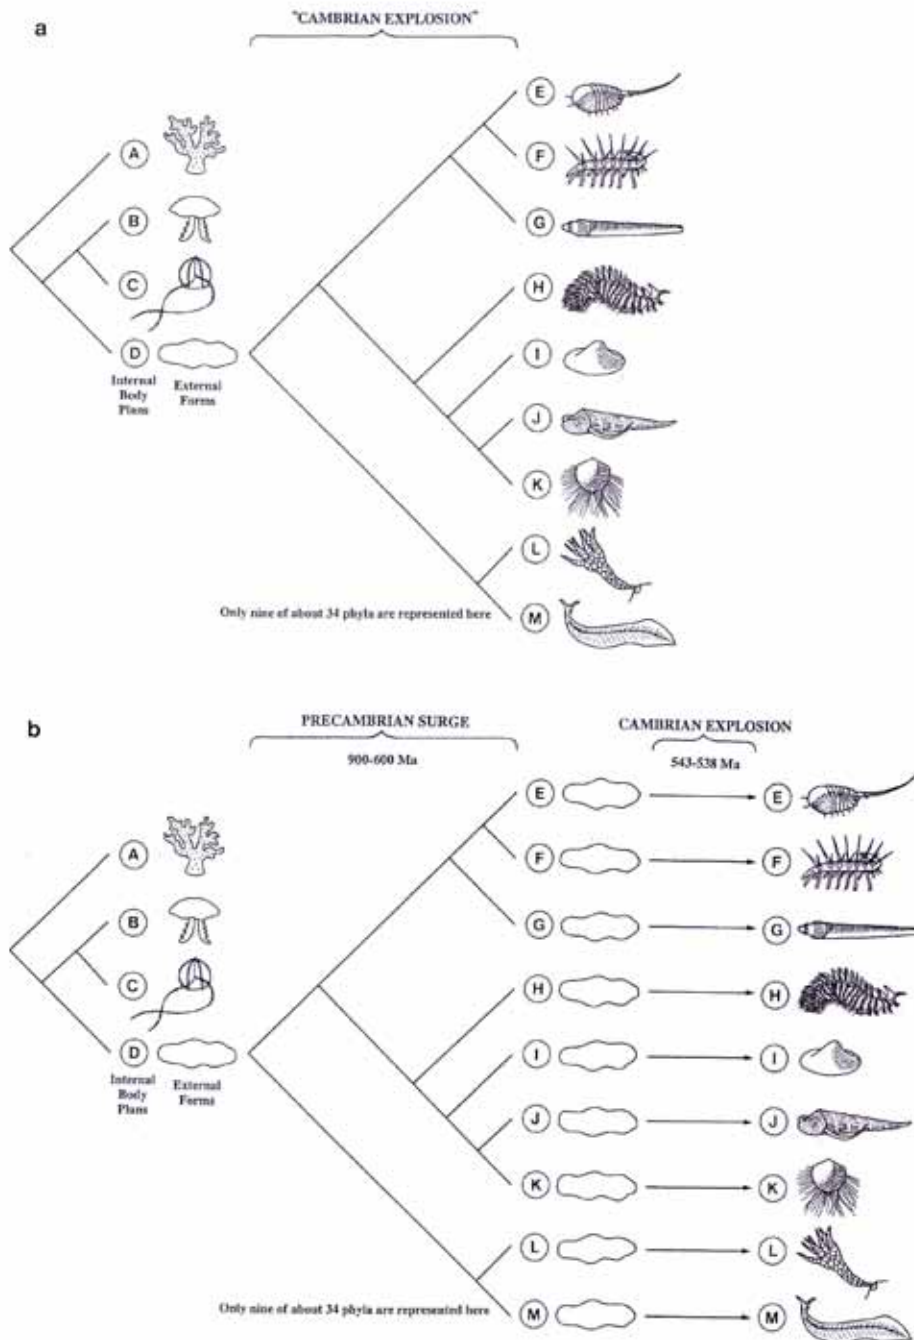 a
"CAMBRIAN EXPLOSION"
E
A
F
B
G
C
H
D
I
Internal
Body
Plans
External
Forms
J
K
L
Only nine of about 34 phyla are represented here
M
b
PRECAMBRIAN SURGE
CAMBRIAN EXPLOSION
900-600 Ma
543-538 Ma
E
E
A
F
F
B
G
G
C
H
H
D
I
I
Internal
Body
Plans
External
Forms
J
J
K
K
L
L
Only nine of about 34 phyla are represented here
M
M